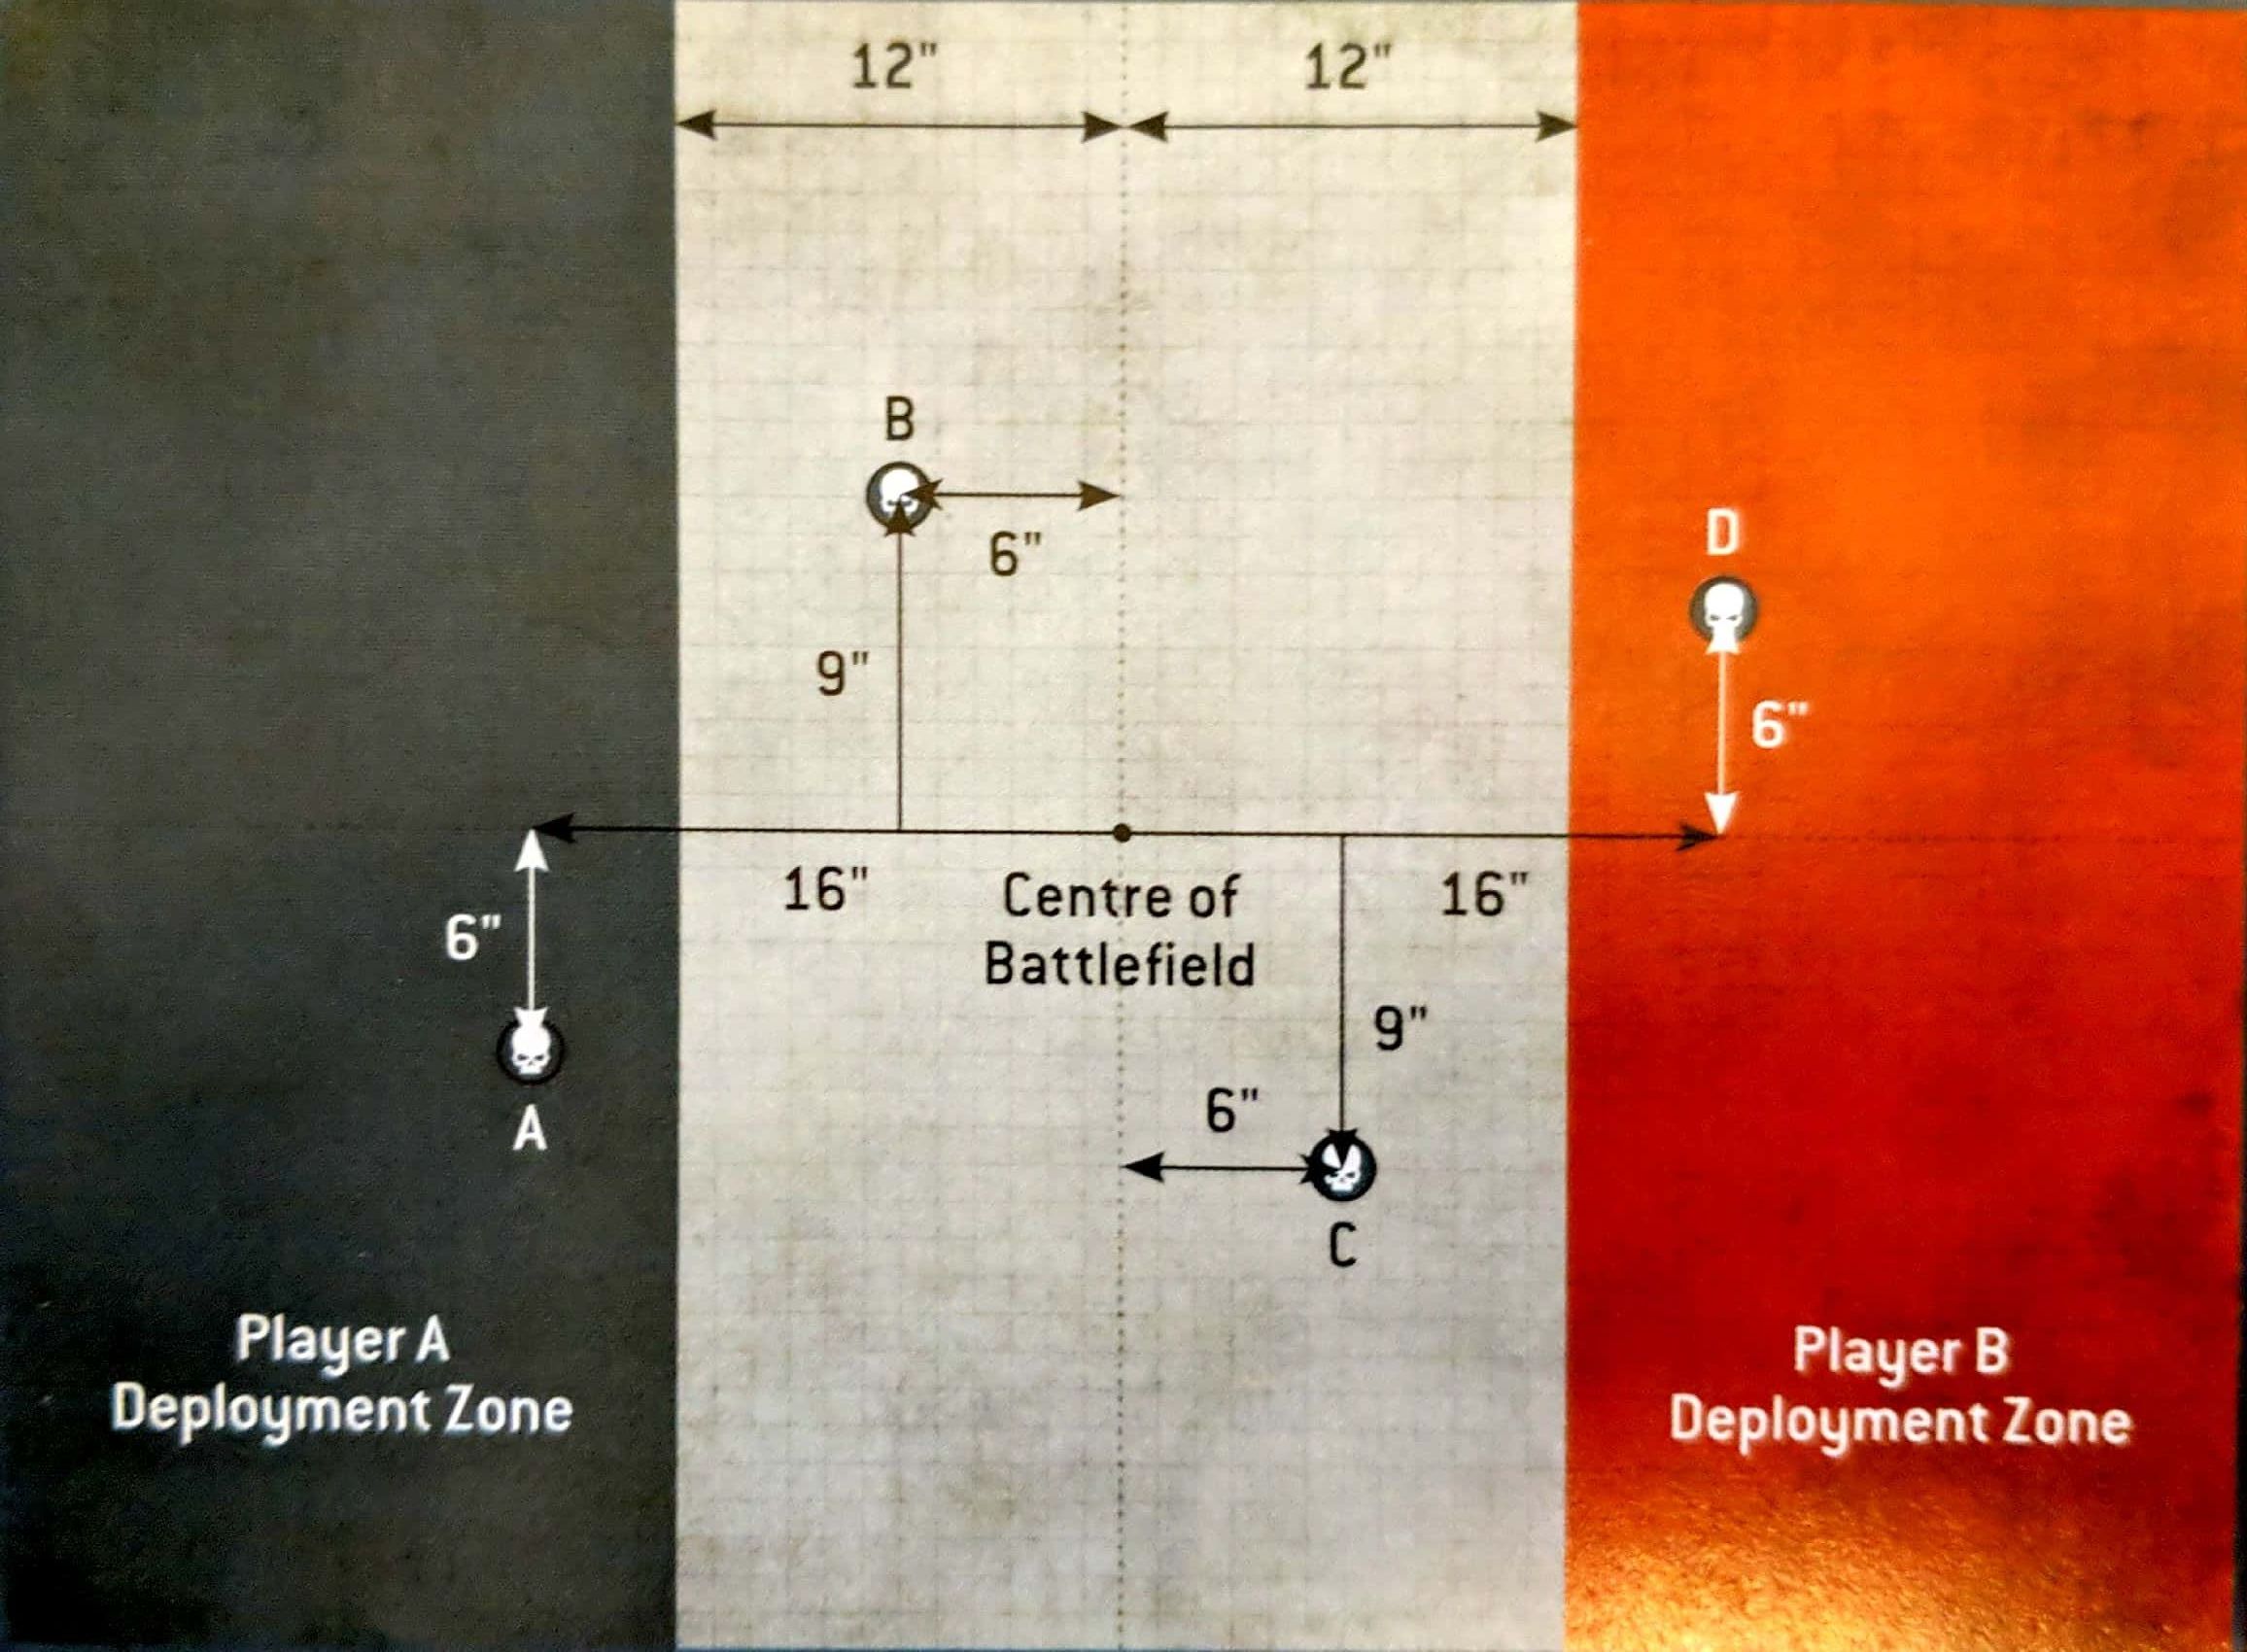 12"
12"
B
6"
9"
D
6"
16"
Centre of
Battlefield
16"
6"
A
9"
6"
C
Player A
Deployment Zone
Player B
Deployment Zone